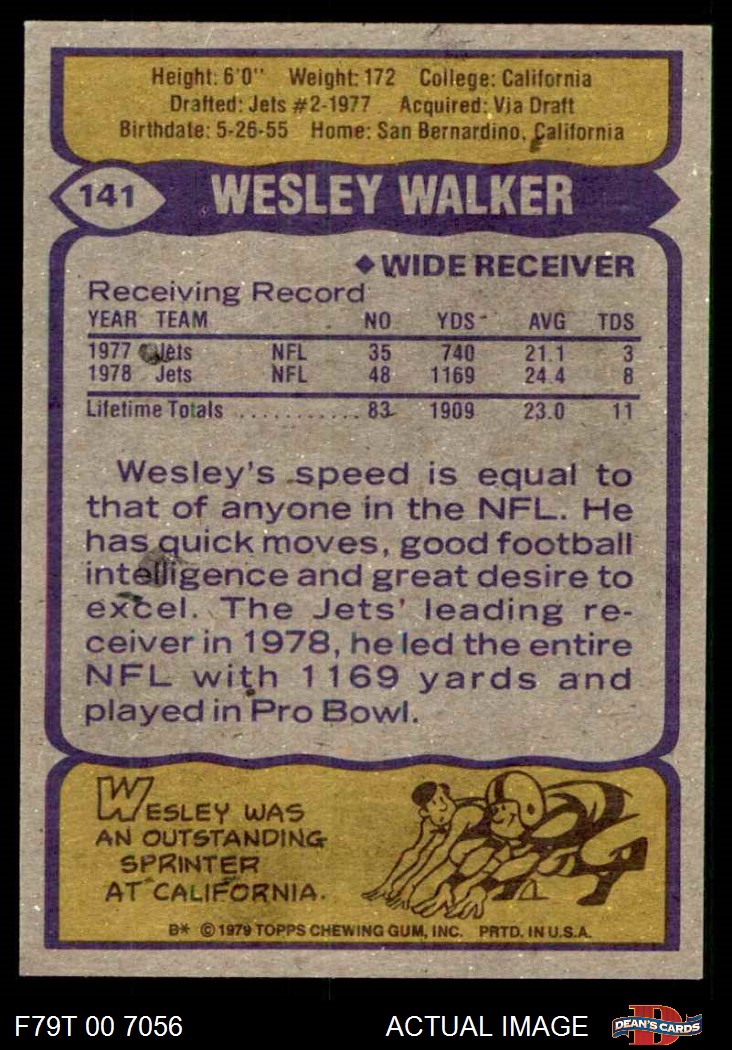 Height: 6'0" Weight: 172 College: California
Drafted: Jets #2-1977 Acquired: Via Draft
Birthdate: 5-26-55 Home: San Bernardino, California
141 WESLEY WALKER
◆ WIDE RECEIVER
Receiving Record
YEAR TEAM NO YDS AVG TDS
1977 Jets NFL 35 740 21.1 3
1978 Jets NFL 48 1169 24.4 8
Lifetime Totals ........... 83 1909 23.0 11
Wesley's speed is equal to
that of anyone in the NFL. He
has quick moves, good football
intelligence and great desire to
excel. The Jets' leading re-
ceiver in 1978, he led the entire
NFL with 1169 yards and
played in Pro Bowl.
WESLEY WAS
AN OUTSTANDING
SPRINTER
AT CALIFORNIA.
B* © 1979 TOPPS CHEWING GUM, INC. PRTD. IN U.S.A.
F79T 00 7056 ACTUAL IMAGE D DEAN'S CARDS